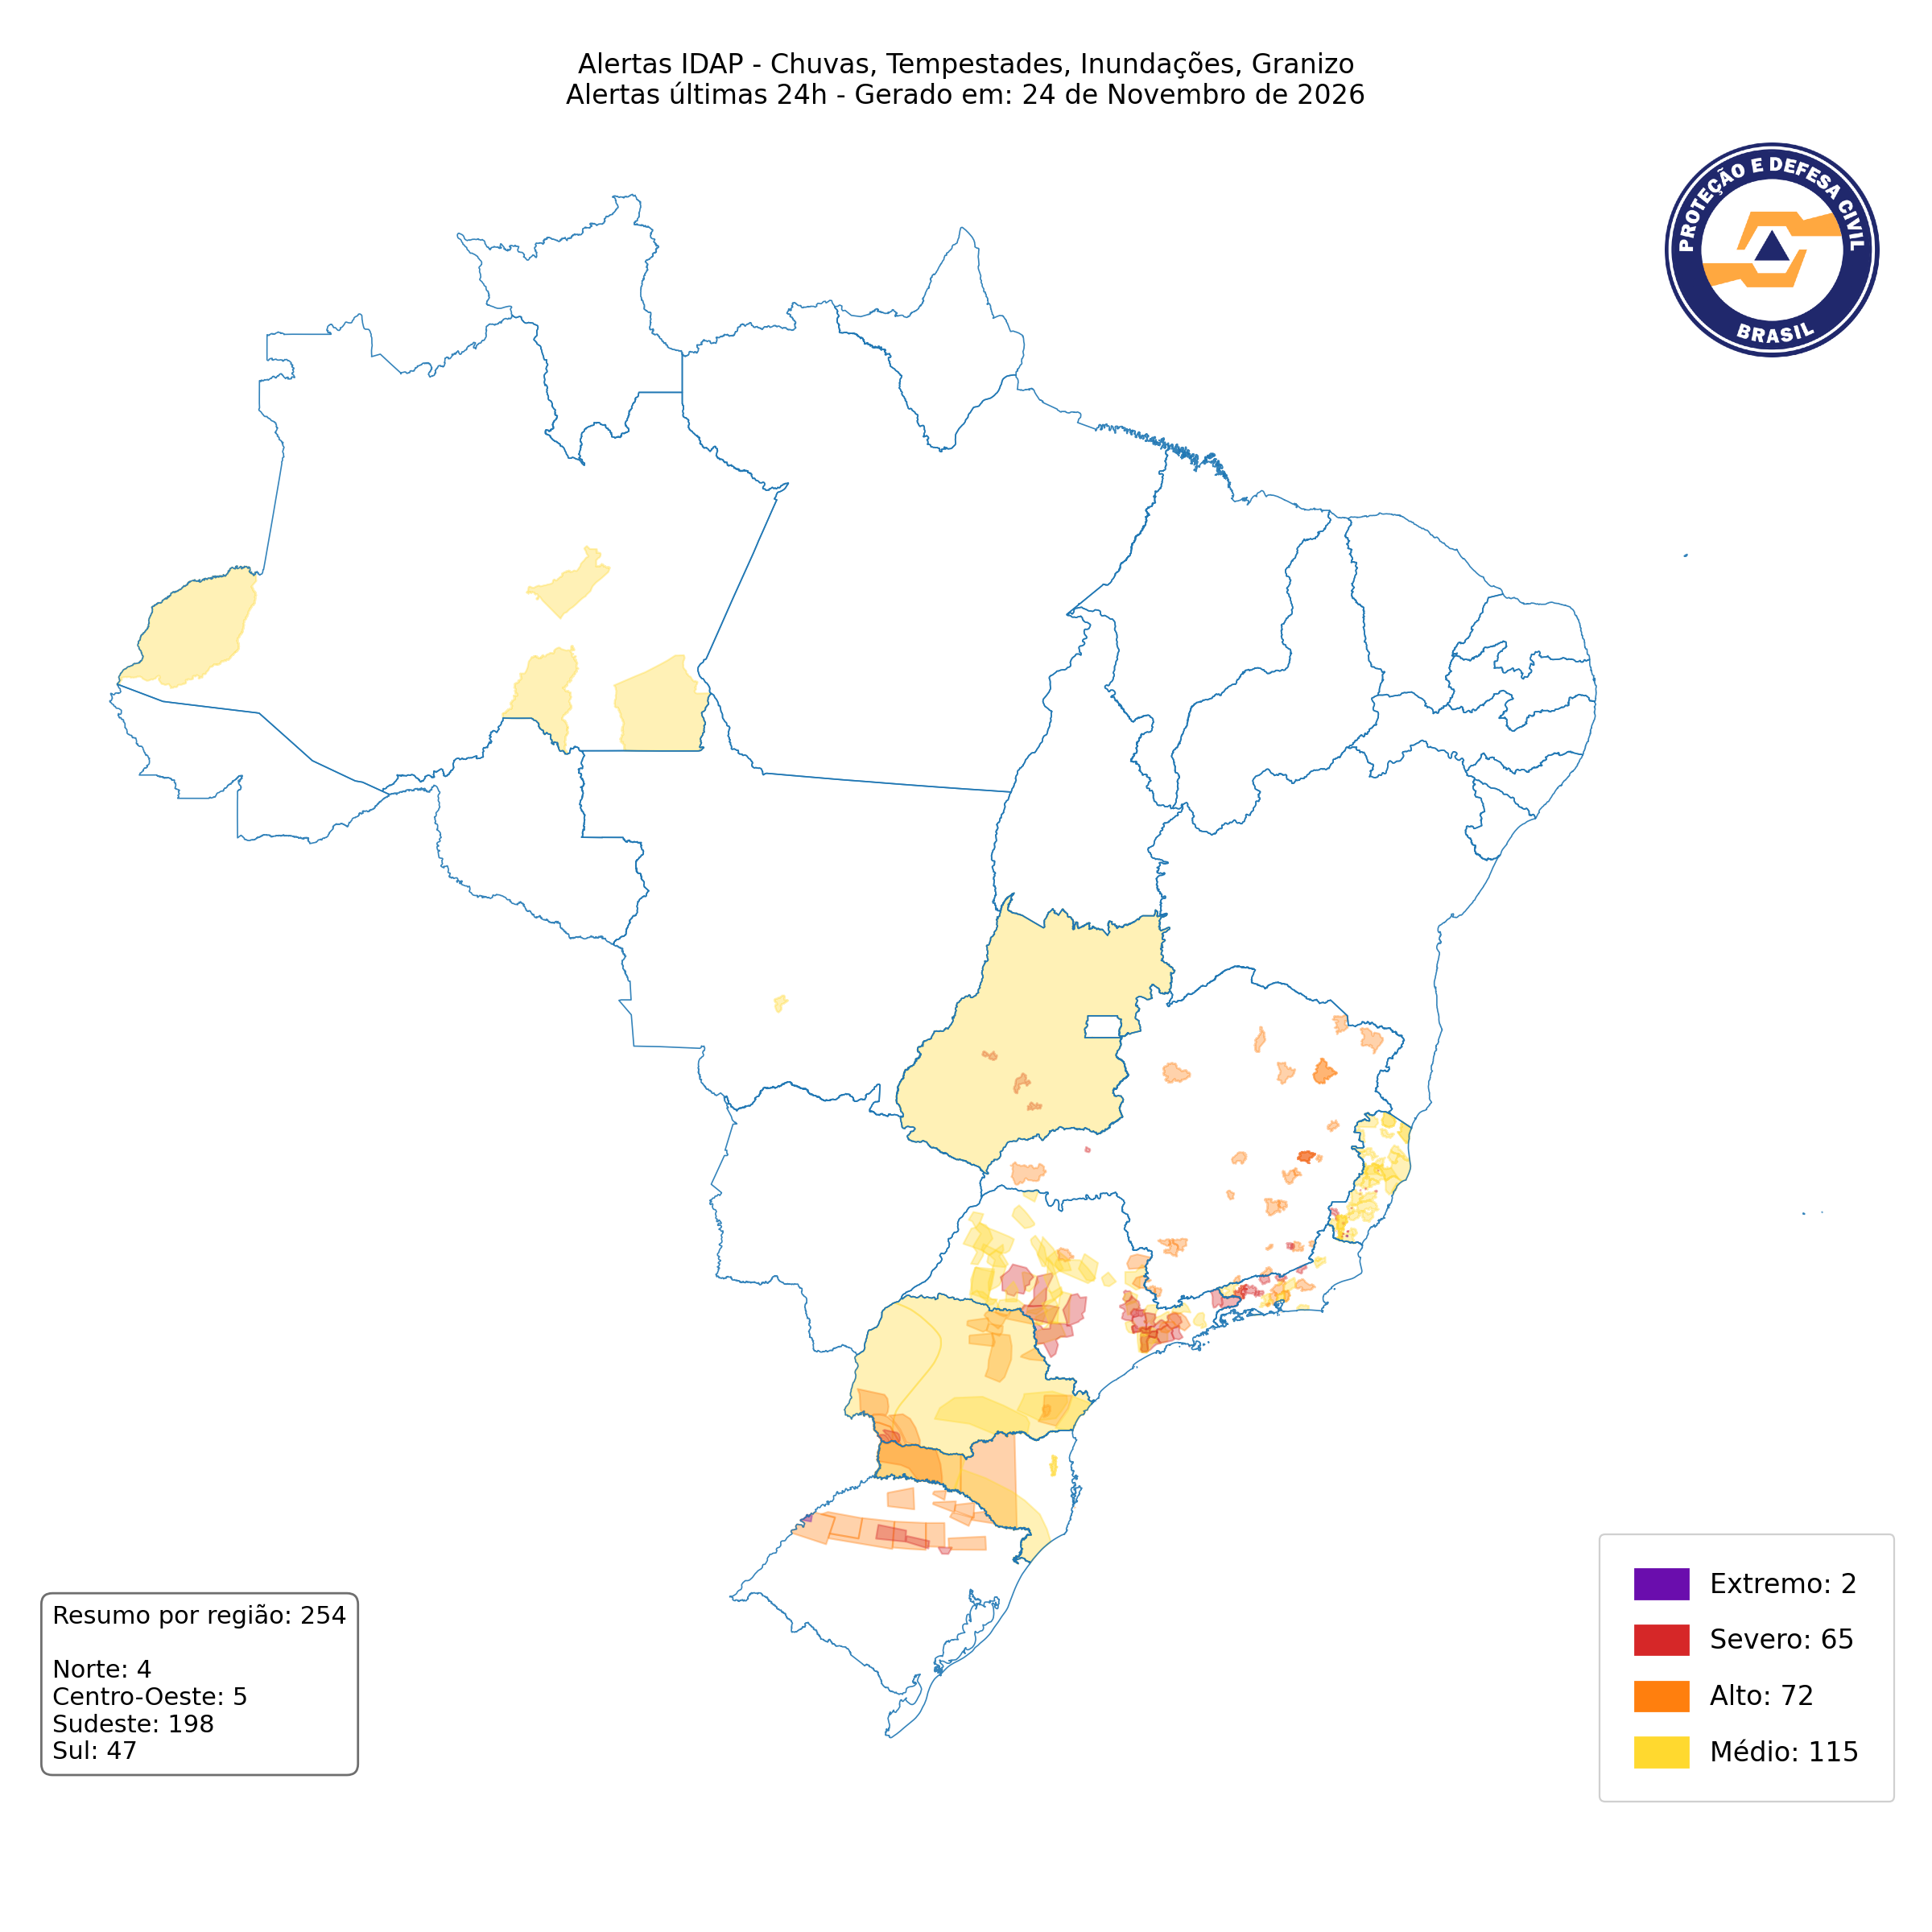 Alertas IDAP - Chuvas, Tempestades, Inundações, Granizo
Alertas últimas 24h - Gerado em: 24 de Novembro de 2026
PROTEÇÃO E DEFESA CIVIL
BRASIL
Extremo: 2
Severo: 65
Alto: 72
Médio: 115
Resumo por região: 254
Norte: 4
Centro-Oeste: 5
Sudeste: 198
Sul: 47